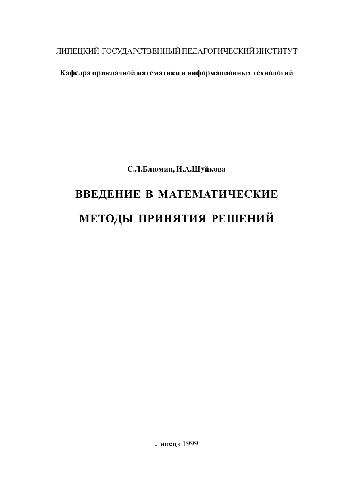 ЛИПЕЦКИЙ ГОСУДАРСТВЕННЫЙ ПЕДАГОГИЧЕСКИЙ ИНСТИТУТ
Кафедра прикладной математики и информационных технологий
С.Л.Блюмин, И.А.Шуйкова
ВВЕДЕНИЕ В МАТЕМАТИЧЕСКИЕ
МЕТОДЫ ПРИНЯТИЯ РЕШЕНИЙ
Липецк 1999